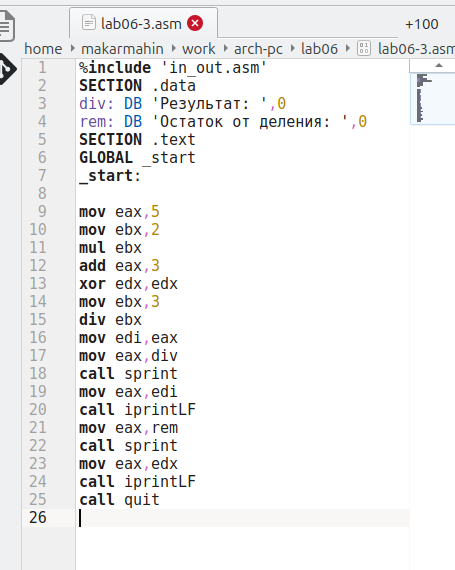 lab06-3.asm
+100
home › makarmahin › work › arch-pc › lab06 › lab06-3.asm
1 %include 'in_out.asm'
2 SECTION .data
3 div: DB 'Результат: ',0
4 rem: DB 'Остаток от деления: ',0
5 SECTION .text
6 GLOBAL _start
7 _start:
8
9 mov eax,5
10 mov ebx,2
11 mul ebx
12 add eax,3
13 xor edx,edx
14 mov ebx,3
15 div ebx
16 mov edi,eax
17 mov eax,div
18 call sprint
19 mov eax,edi
20 call iprintLF
21 mov eax,rem
22 call sprint
23 mov eax,edx
24 call iprintLF
25 call quit
26